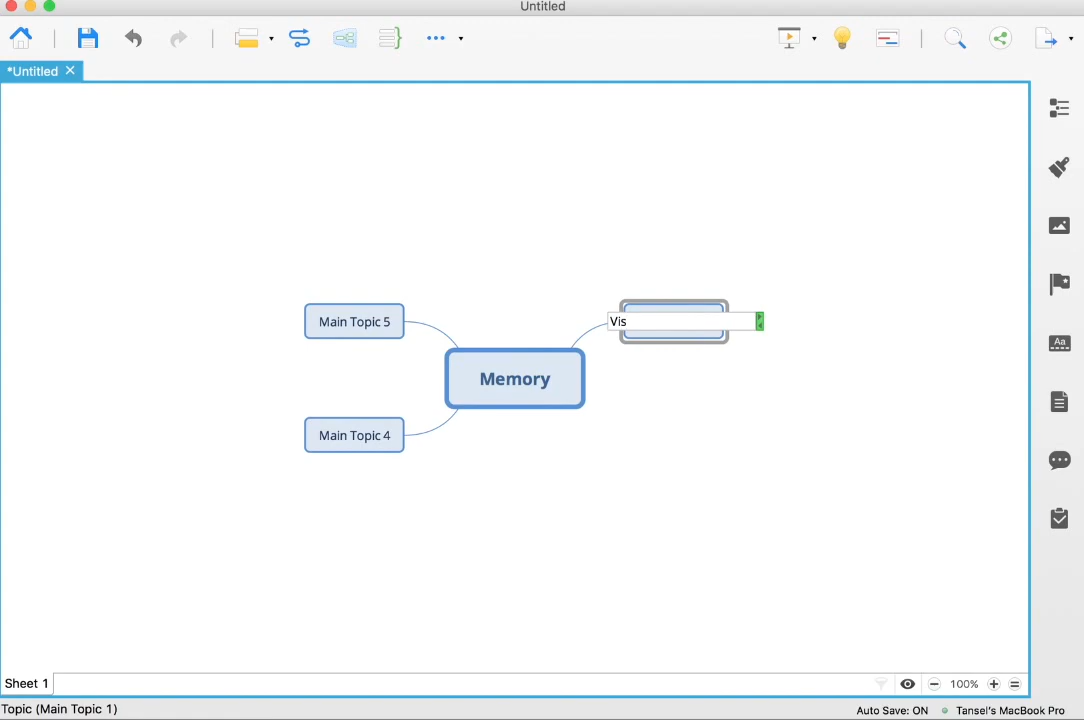 Untitled
*Untitled
Main Topic 5
Vis
Memory
Main Topic 4
Aa
Sheet 1
100%
Topic (Main Topic 1)
Auto Save: ON
Tansel's MacBook Pro